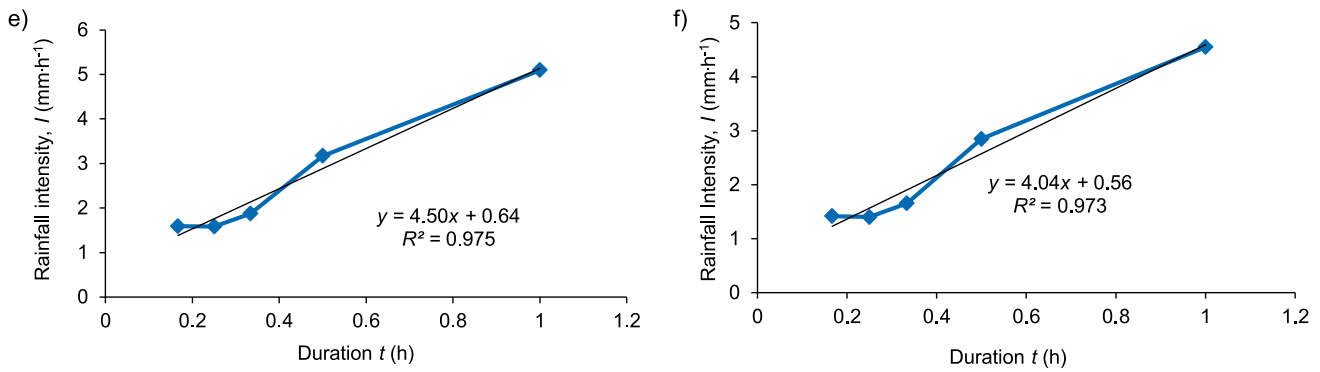 e)
Rainfall Intensity, I (mm·h⁻¹)
6
5
4
3
2
1
0
y = 4.50x + 0.64
R² = 0.975
0
0.2
0.4
0.6
0.8
1
1.2
Duration t (h)
f)
Rainfall Intensity, I (mm·h⁻¹)
5
4
3
2
1
0
y = 4.04x + 0.56
R² = 0.973
0
0.2
0.4
0.6
0.8
1
1.2
Duration t (h)